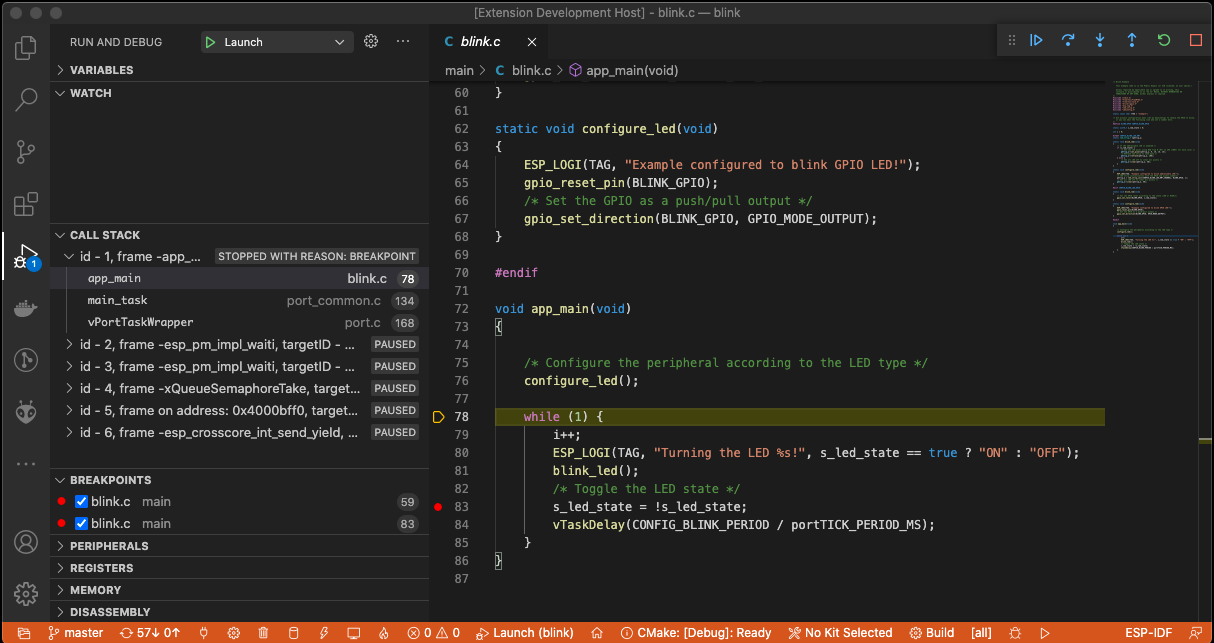 [Extension Development Host] - blink.c — blink
RUN AND DEBUG
Launch
VARIABLES
WATCH
CALL STACK
id - 1, frame -app_... STOPPED WITH REASON: BREAKPOINT
app_main blink.c 78
main_task port_common.c 134
vPortTaskWrapper port.c 168
id - 2, frame -esp_pm_impl_waiti, targetID - ... PAUSED
id - 3, frame -esp_pm_impl_waiti, targetID - ... PAUSED
id - 4, frame -xQueueSemaphoreTake, target... PAUSED
id - 5, frame on address: 0x4000bff0, target... PAUSED
id - 6, frame -esp_crosscore_int_send_yield, ... PAUSED
1
BREAKPOINTS
blink.c main 59
blink.c main 83
PERIPHERALS
REGISTERS
MEMORY
DISASSEMBLY
C blink.c
main > C blink.c > app_main(void)
60 }
61
62 static void configure_led(void)
63 {
64 ESP_LOGI(TAG, "Example configured to blink GPIO LED!");
65 gpio_reset_pin(BLINK_GPIO);
66 /* Set the GPIO as a push/pull output */
67 gpio_set_direction(BLINK_GPIO, GPIO_MODE_OUTPUT);
68 }
69
70 #endif
71
72 void app_main(void)
73 {
74
75 /* Configure the peripheral according to the LED type */
76 configure_led();
77
78 while (1) {
79 i++;
80 ESP_LOGI(TAG, "Turning the LED %s!", s_led_state == true ? "ON" : "OFF");
81 blink_led();
82 /* Toggle the LED state */
83 s_led_state = !s_led_state;
84 vTaskDelay(CONFIG_BLINK_PERIOD / portTICK_PERIOD_MS);
85 }
86 }
87
master 57↓ 0↑ 0 0 Launch (blink) CMake: [Debug]: Ready No Kit Selected Build [all] ESP-IDF